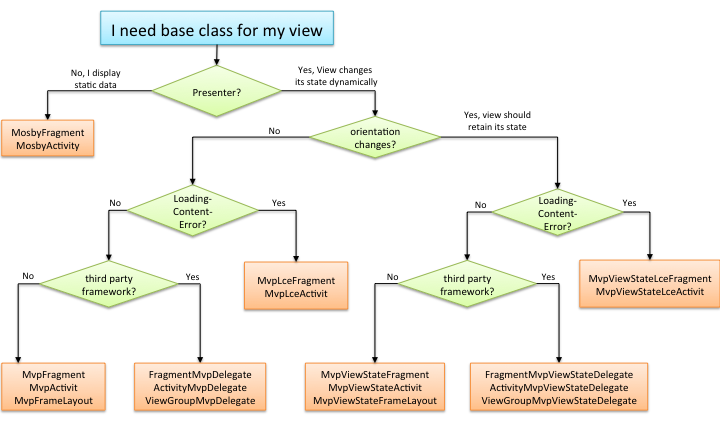 I need base class for my view
No, I display
static data
Yes, View changes
its state dynamically
Presenter?
MosbyFragment
MosbyActivity
No
orientation
changes?
Yes, view should
retain its state
No
Loading-
Content-
Error?
Yes
No
Loading-
Content-
Error?
Yes
No
third party
framework?
Yes
MvpLceFragment
MvpLceActivit
No
third party
framework?
Yes
MvpViewStateLceFragment
MvpViewStateLceActivit
MvpFragment
MvpActivit
MvpFrameLayout
FragmentMvpDelegate
ActivityMvpDelegate
ViewGroupMvpDelegate
MvpViewStateFragment
MvpViewStateActivit
MvpViewStateFrameLayout
FragmentMvpViewStateDelegate
ActivityMvpViewStateDelegate
ViewGroupMvpViewStateDelegate